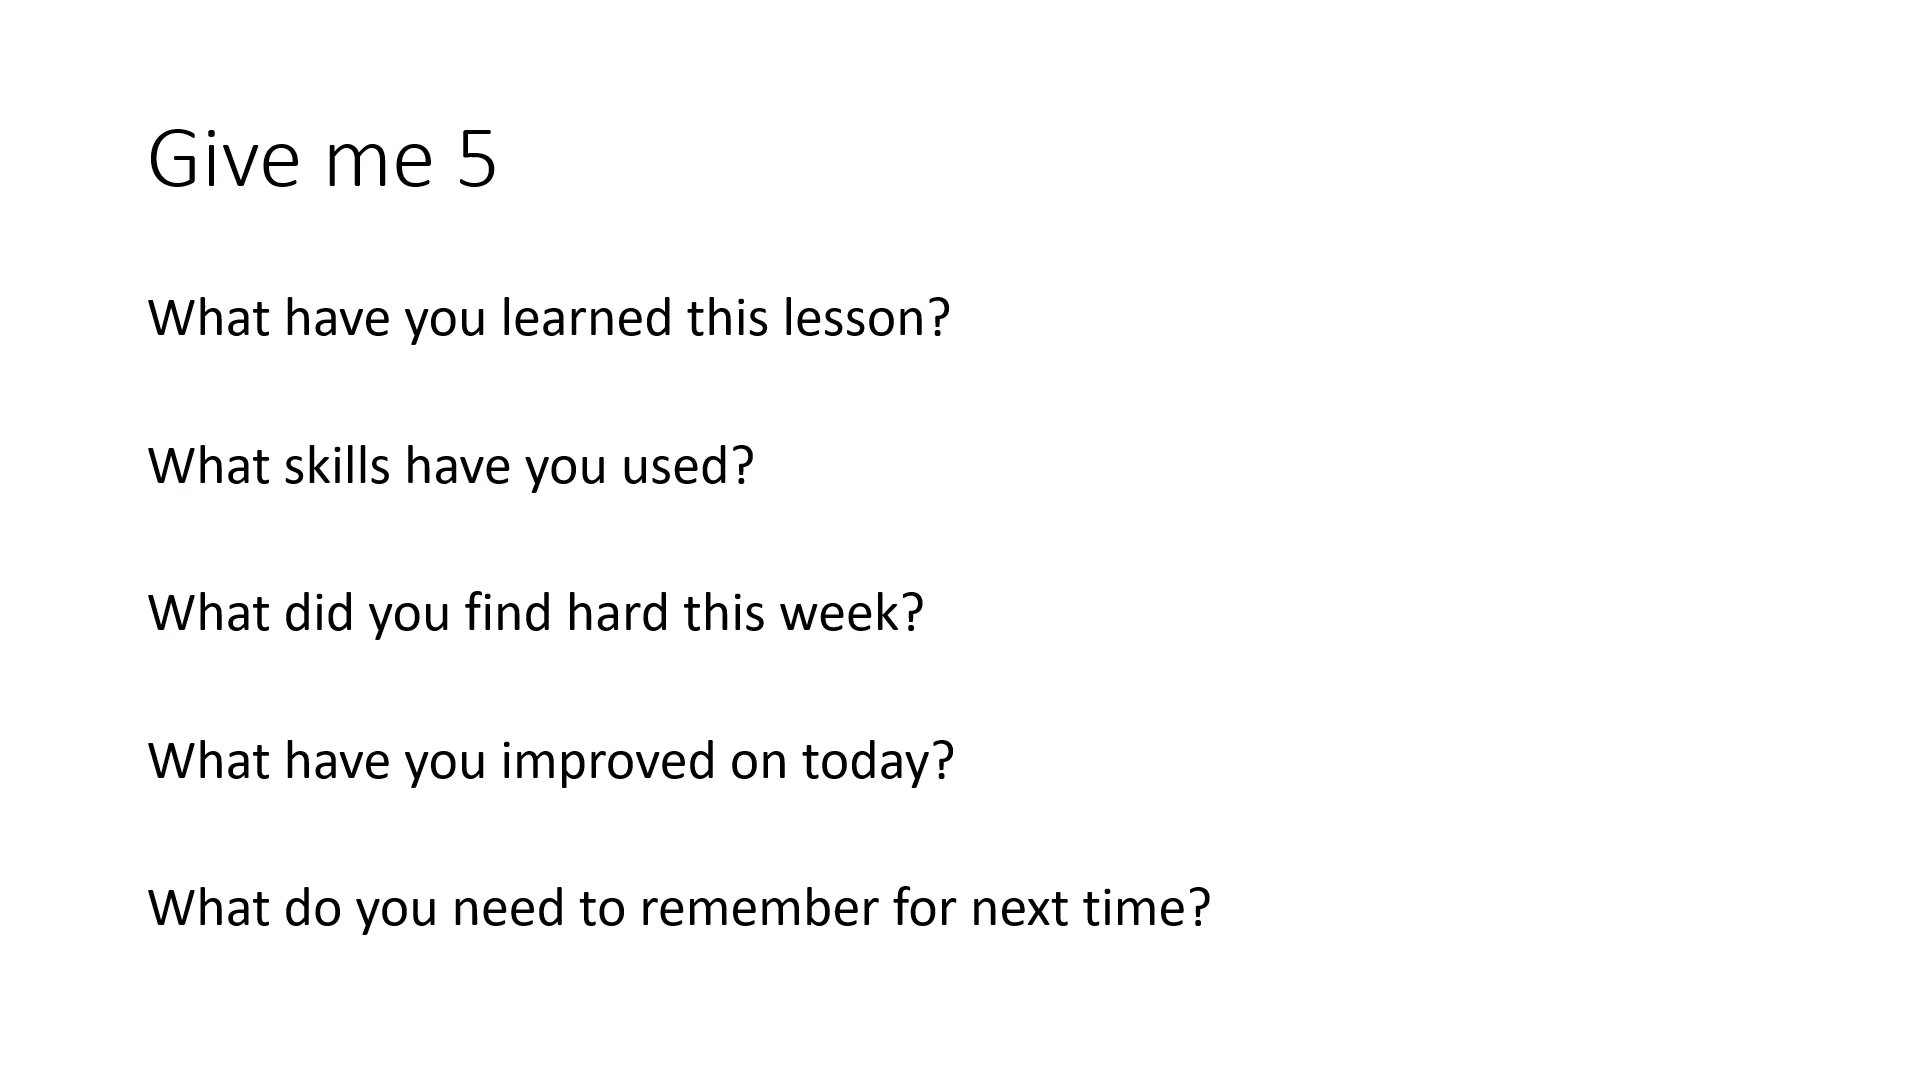 Give me 5
What have you learned this lesson?
What skills have you used?
What did you find hard this week?
What have you improved on today?
What do you need to remember for next time?